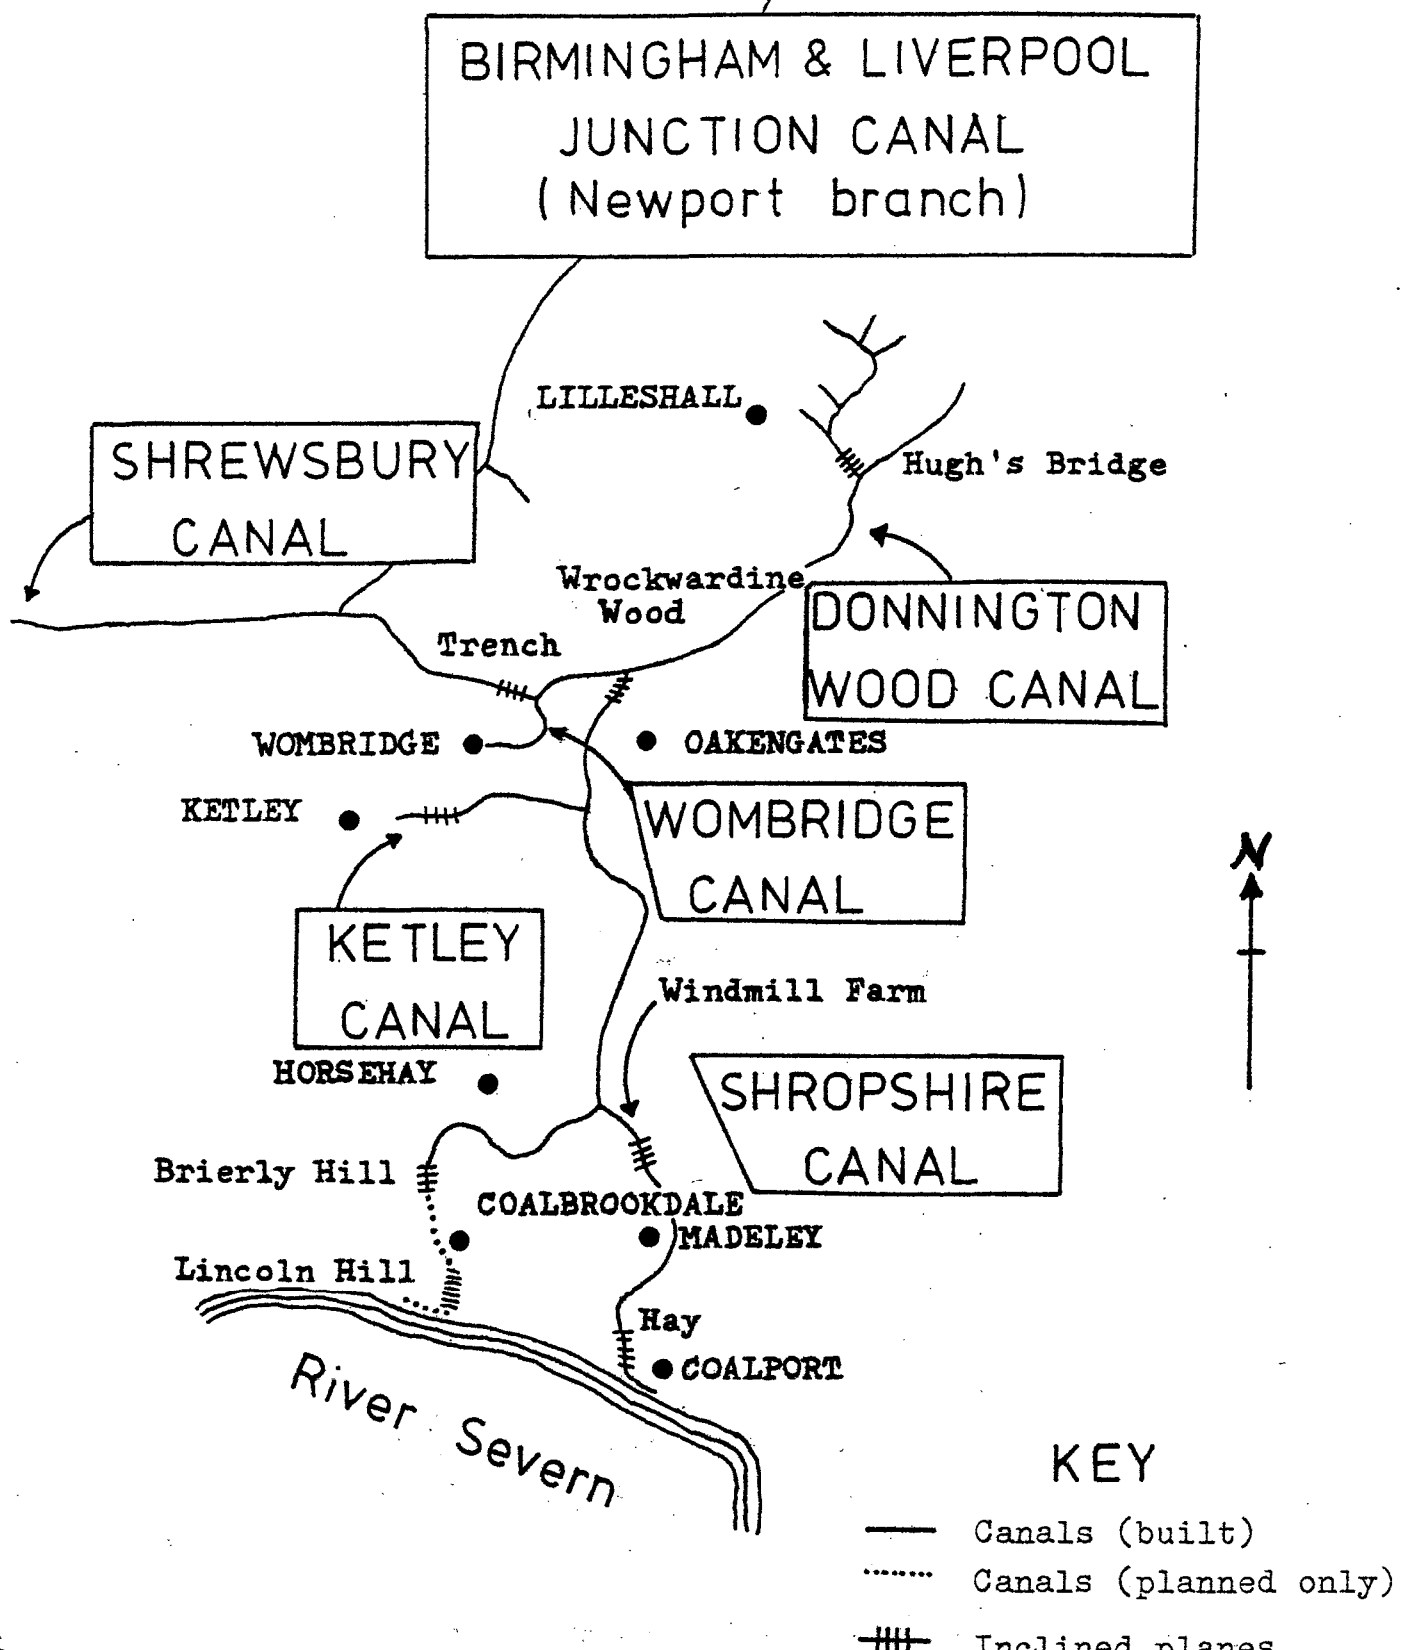 BIRMINGHAM & LIVERPOOL
JUNCTION CANAL
(Newport branch)
LILLESHALL
SHREWSBURY
CANAL
Hugh's Bridge
Wrockwardine
Wood
DONNINGTON
WOOD CANAL
Trench
WOMBRIDGE
OAKENGATES
KETLEY
WOMBRIDGE
CANAL
N
KETLEY
CANAL
Windmill Farm
HORSEHAY
SHROPSHIRE
CANAL
Brierly Hill
COALBROOKDALE
MADELEY
Lincoln Hill
Hay
COALPORT
River Severn
KEY
Canals (built)
Canals (planned only)
Inclined planes